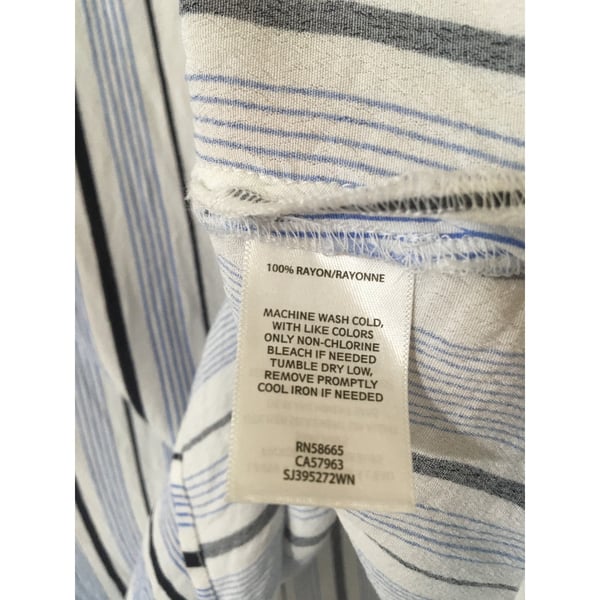 100% RAYON/RAYONNE
MACHINE WASH COLD,
WITH LIKE COLORS
ONLY NON-CHLORINE
BLEACH IF NEEDED
TUMBLE DRY LOW,
REMOVE PROMPTLY
COOL IRON IF NEEDED
RN58665
CA57963
SJ395272WN